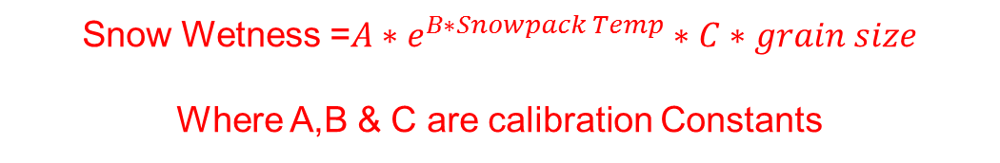 Snow Wetness =A * e^{B*Snowpack Temp} * C * grain size
Where A,B & C are calibration Constants